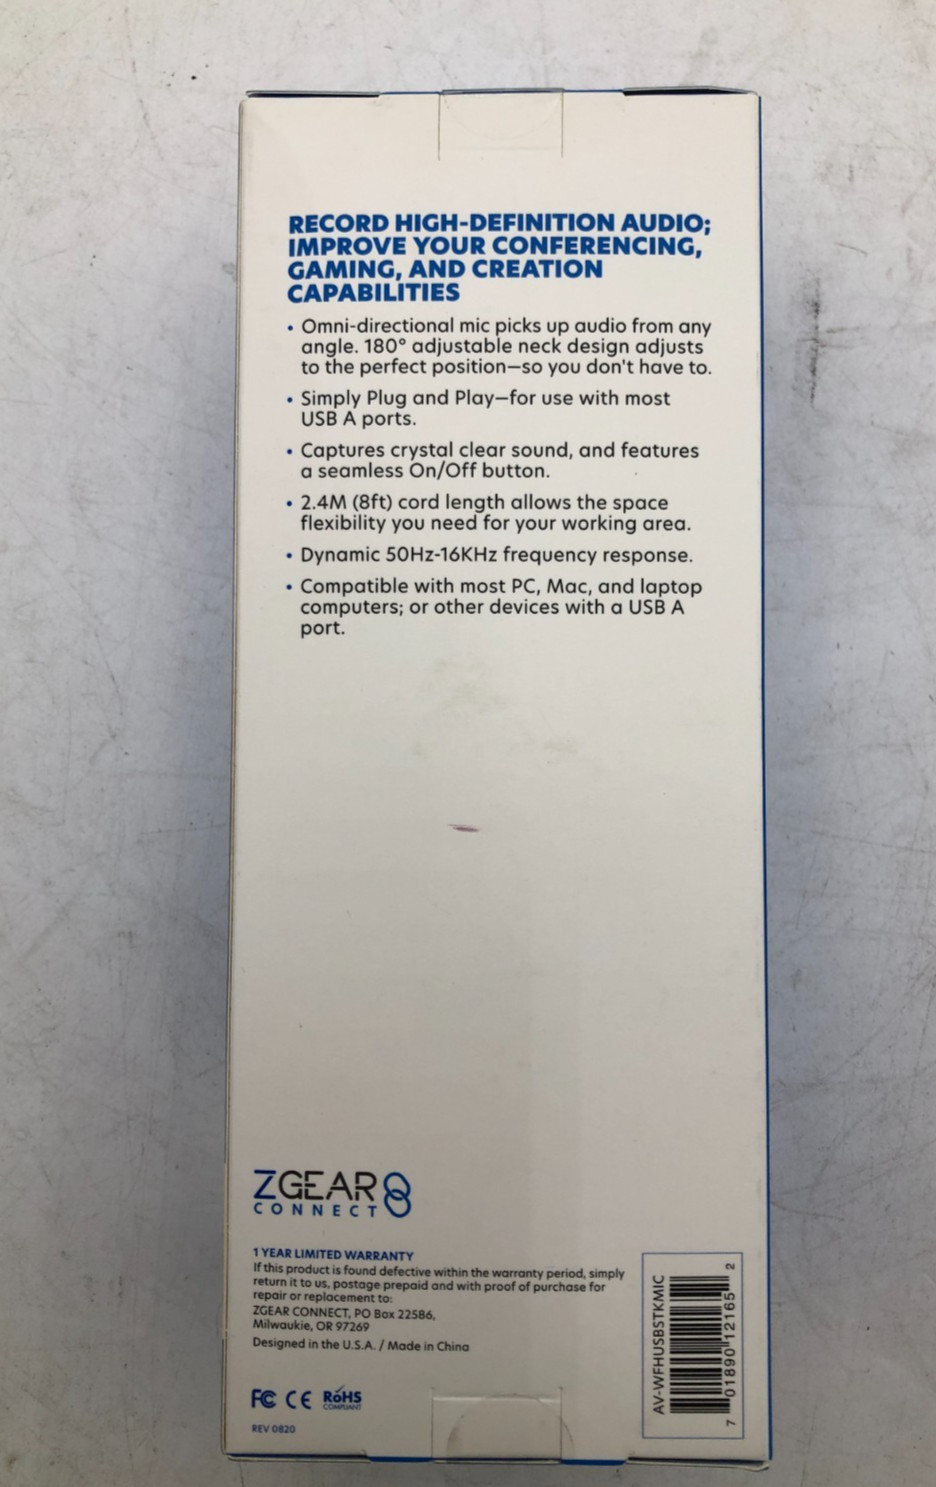 RECORD HIGH-DEFINITION AUDIO;
IMPROVE YOUR CONFERENCING,
GAMING, AND CREATION
CAPABILITIES
• Omni-directional mic picks up audio from any
angle. 180° adjustable neck design adjusts
to the perfect position—so you don't have to.
• Simply Plug and Play—for use with most
USB A ports.
• Captures crystal clear sound, and features
a seamless On/Off button.
• 2.4M (8ft) cord length allows the space
flexibility you need for your working area.
• Dynamic 50Hz-16KHz frequency response.
• Compatible with most PC, Mac, and laptop
computers; or other devices with a USB A
port.
ZGEAR
CONNECT
1 YEAR LIMITED WARRANTY
If this product is found defective within the warranty period, simply
return it to us, postage prepaid and with proof of purchase for
repair or replacement to:
ZGEAR CONNECT, PO Box 22586,
Milwaukie, OR 97269
Designed in the U.S.A. / Made in China
FC CE RoHS
COMPLIANT
REV 0820
AV-WFHUSBSTKMIC
7 01890 12165 2